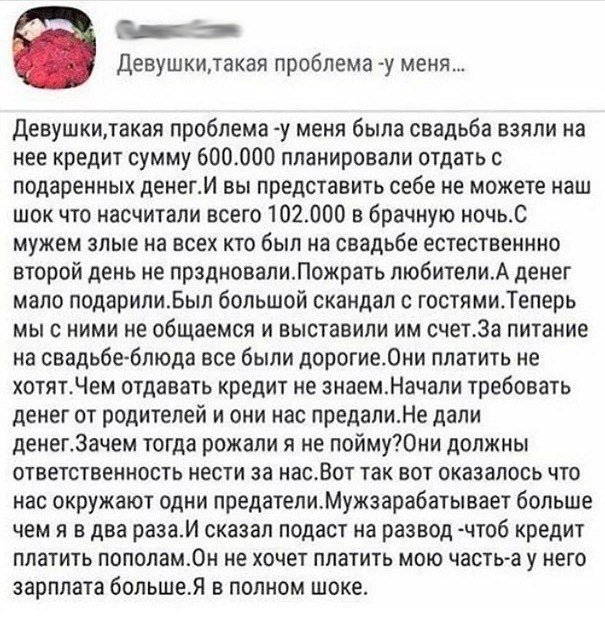 Девушки,такая проблема -у меня...
Девушки,такая проблема -у меня была свадьба взяли на
нее кредит сумму 600.000 планировали отдать с
подаренных денег.И вы представить себе не можете наш
шок что насчитали всего 102.000 в брачную ночь.С
мужем злые на всех кто был на свадьбе естественнно
второй день не прздновали.Пожрать любители.А денег
мало подарили.Был большой скандал с гостями.Теперь
мы с ними не общаемся и выставили им счет.За питание
на свадьбе-блюда все были дорогие.Они платить не
хотят.Чем отдавать кредит не знаем.Начали требовать
денег от родителей и они нас предали.Не дали
денег.Зачем тогда рожали я не пойму?Они должны
ответственность нести за нас.Вот так вот оказалось что
нас окружают одни предатели.Мужзарабатывает больше
чем я в два раза.И сказал подаст на развод -чтоб кредит
платить пополам.Он не хочет платить мою часть-а у него
зарплата больше.Я в полном шоке.